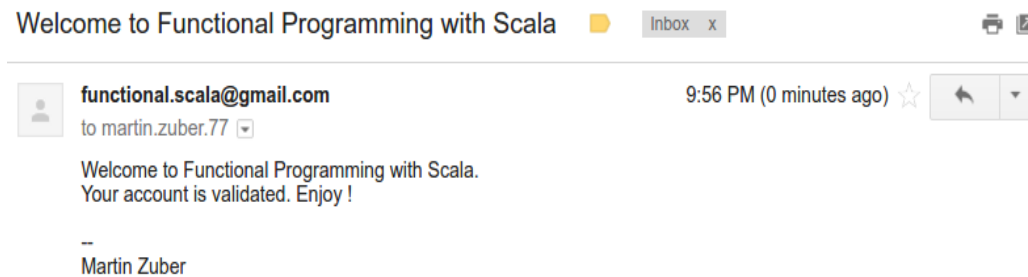 Welcome to Functional Programming with Scala Inbox x
functional.scala@gmail.com 9:56 PM (0 minutes ago)
to martin.zuber.77
Welcome to Functional Programming with Scala.
Your account is validated. Enjoy !
--
Martin Zuber